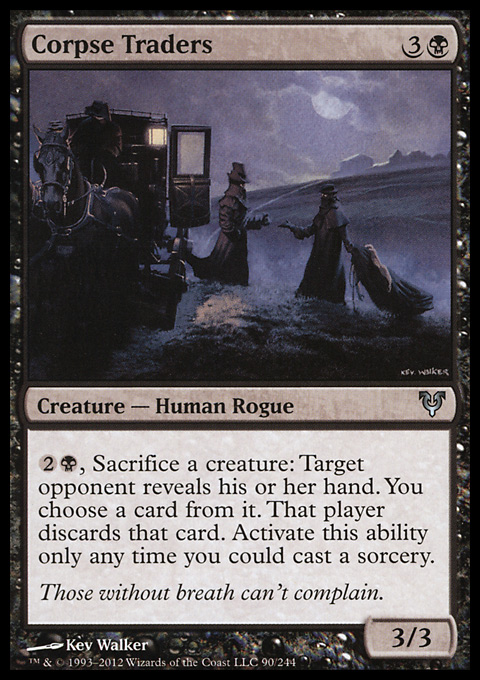 Corpse Traders 3
KEV WALKER
Creature — Human Rogue
2, Sacrifice a creature: Target
opponent reveals his or her hand. You
choose a card from it. That player
discards that card. Activate this ability
only any time you could cast a sorcery.
Those without breath can't complain.
3/3
Kev Walker
™ & © 1993–2012 Wizards of the Coast LLC 90/244